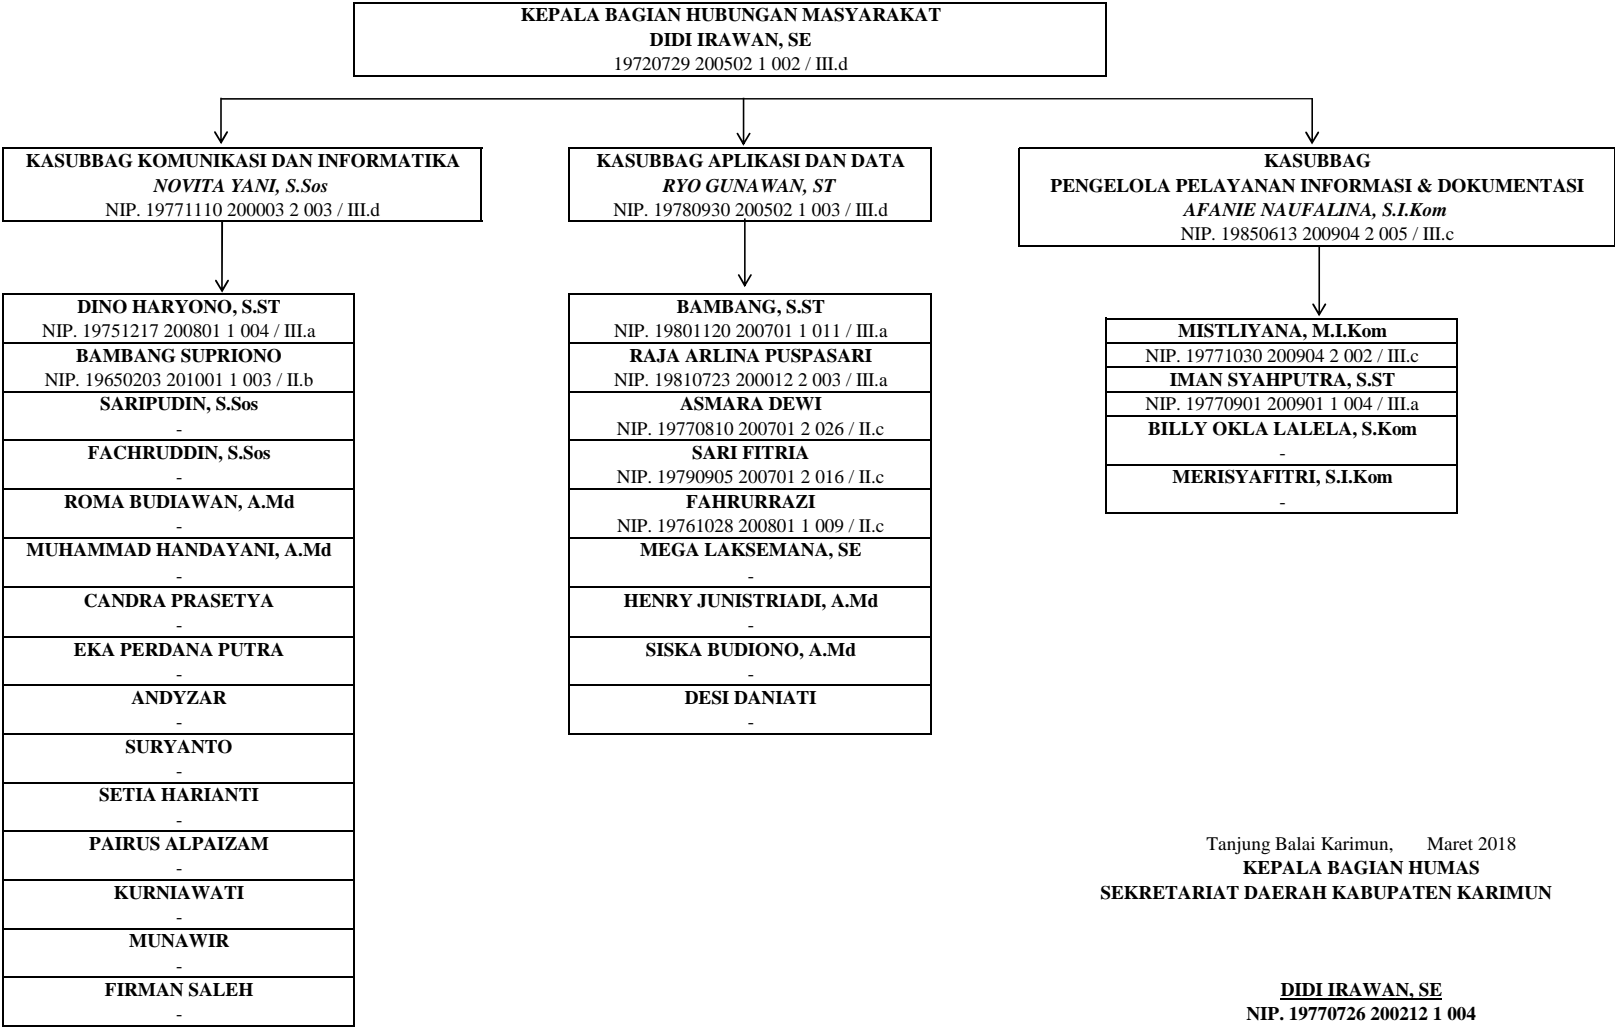 KEPALA BAGIAN HUBUNGAN MASYARAKAT
DIDI IRAWAN, SE
19720729 200502 1 002 / III.d
KASUBBAG KOMUNIKASI DAN INFORMATIKA
NOVITA YANI, S.Sos
NIP. 19771110 200003 2 003 / III.d
KASUBBAG APLIKASI DAN DATA
RYO GUNAWAN, ST
NIP. 19780930 200502 1 003 / III.d
KASUBBAG
PENGELOLA PELAYANAN INFORMASI & DOKUMENTASI
AFANIE NAUFALINA, S.I.Kom
NIP. 19850613 200904 2 005 / III.c
DINO HARYONO, S.ST
NIP. 19751217 200801 1 004 / III.a
BAMBANG SUPRIONO
NIP. 19650203 201001 1 003 / II.b
SARIPUDIN, S.Sos
-
FACHRUDDIN, S.Sos
-
ROMA BUDIAWAN, A.Md
-
MUHAMMAD HANDAYANI, A.Md
-
CANDRA PRASETYA
-
EKA PERDANA PUTRA
-
ANDYZAR
-
SURYANTO
-
SETIA HARIANTI
-
PAIRUS ALPAIZAM
-
KURNIAWATI
-
MUNAWIR
-
FIRMAN SALEH
-
BAMBANG, S.ST
NIP. 19801120 200701 1 011 / III.a
RAJA ARLINA PUSPASARI
NIP. 19810723 200012 2 003 / III.a
ASMARA DEWI
NIP. 19770810 200701 2 026 / II.c
SARI FITRIA
NIP. 19790905 200701 2 016 / II.c
FAHRURRAZI
NIP. 19761028 200801 1 009 / II.c
MEGA LAKSEMANA, SE
-
HENRY JUNISTRIADI, A.Md
-
SISKA BUDIONO, A.Md
-
DESI DANIATI
-
MISTLIYANA, M.I.Kom
NIP. 19771030 200904 2 002 / III.c
IMAN SYAHPUTRA, S.ST
NIP. 19770901 200901 1 004 / III.a
BILLY OKLA LALELA, S.Kom
-
MERISYAFITRI, S.I.Kom
-
Tanjung Balai Karimun, Maret 2018
KEPALA BAGIAN HUMAS
SEKRETARIAT DAERAH KABUPATEN KARIMUN
DIDI IRAWAN, SE
NIP. 19770726 200212 1 004